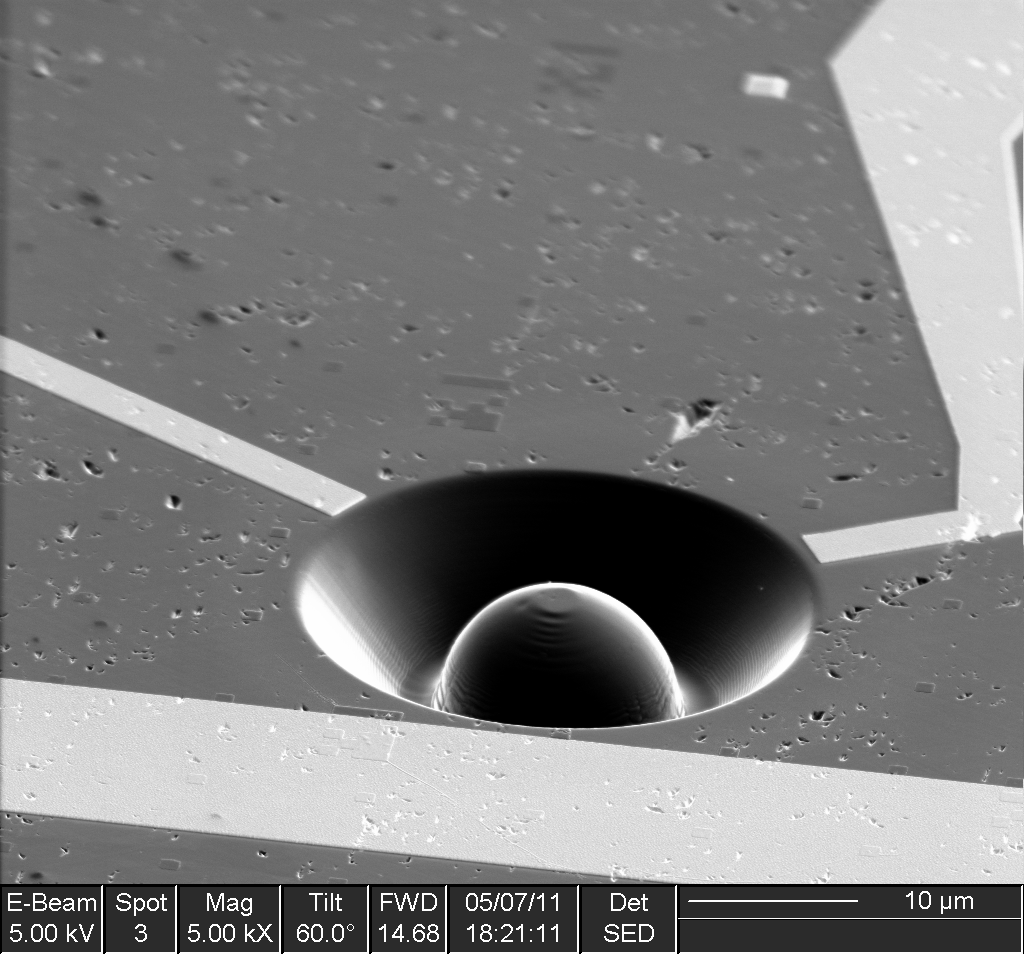 E-Beam Spot Mag Tilt FWD 05/07/11 Det 10 µm
5.00 kV 3 5.00 kX 60.0° 14.68 18:21:11 SED